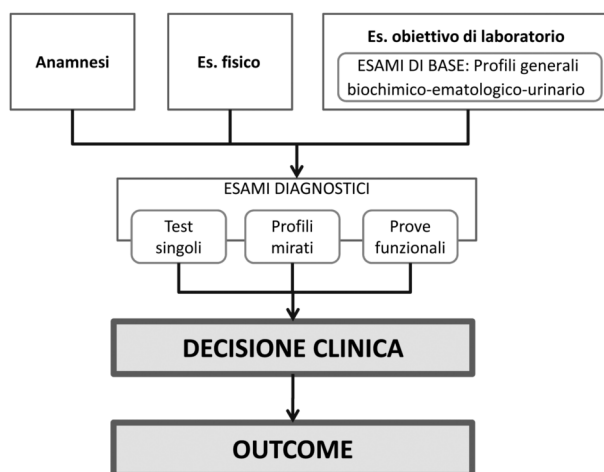 Anamnesi
Es. fisico
Es. obiettivo di laboratorio
ESAMI DI BASE: Profili generali
biochimico-ematologico-urinario
ESAMI DIAGNOSTICI
Test
singoli
Profili
mirati
Prove
funzionali
DECISIONE CLINICA
OUTCOME